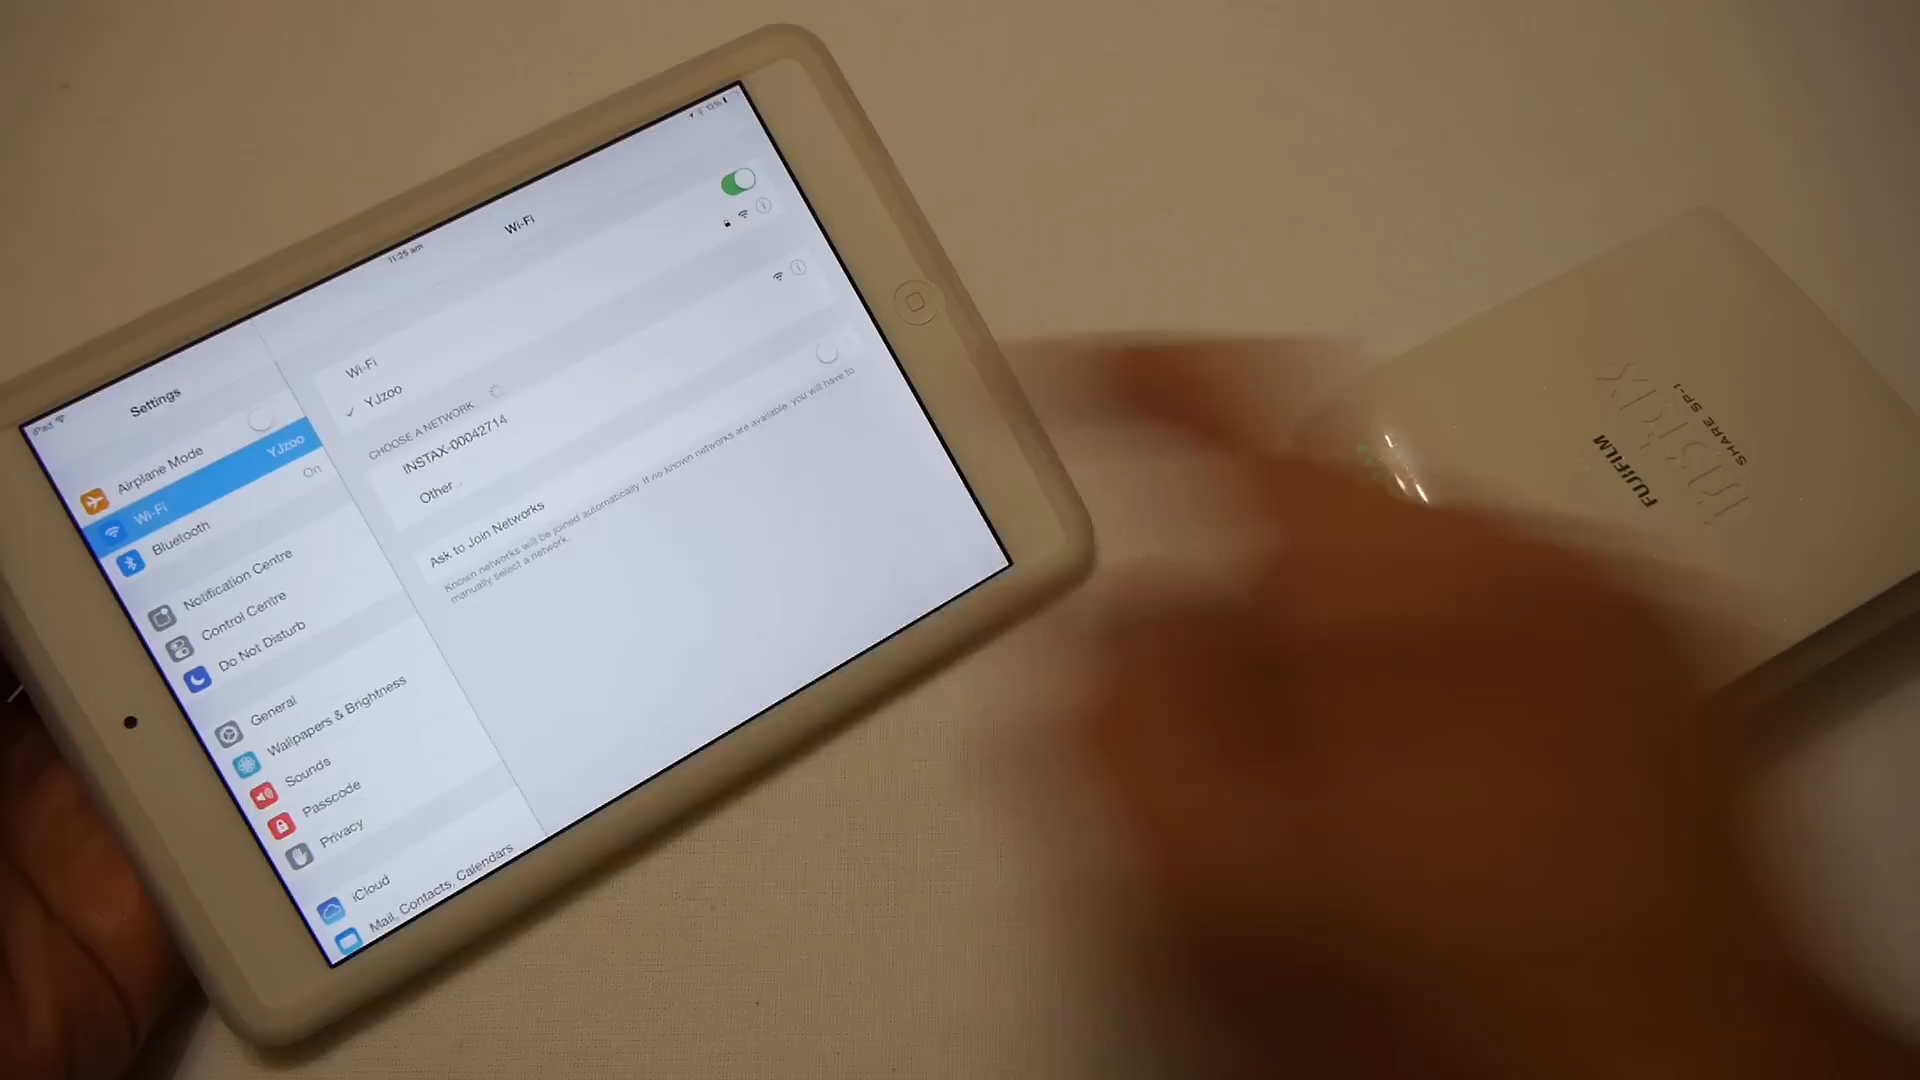 iPad
11:25 am
13%
Settings
Wi-Fi
Airplane Mode
Wi-Fi YJzoo
Bluetooth On
Notification Centre
Control Centre
Do Not Disturb
General
Wallpapers & Brightness
Sounds
Passcode
Privacy
iCloud
Mail, Contacts, Calendars
Wi-Fi
YJzoo
CHOOSE A NETWORK
INSTAX-00042714
Other
Ask to Join Networks
Known networks will be joined automatically. If no known networks are available, you will have to
manually select a network.
FUJIFILM
instax
SHARE SP-1